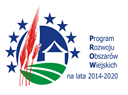 Program
Rozwoju
Obszarów
Wiejskich
na lata 2014-2020